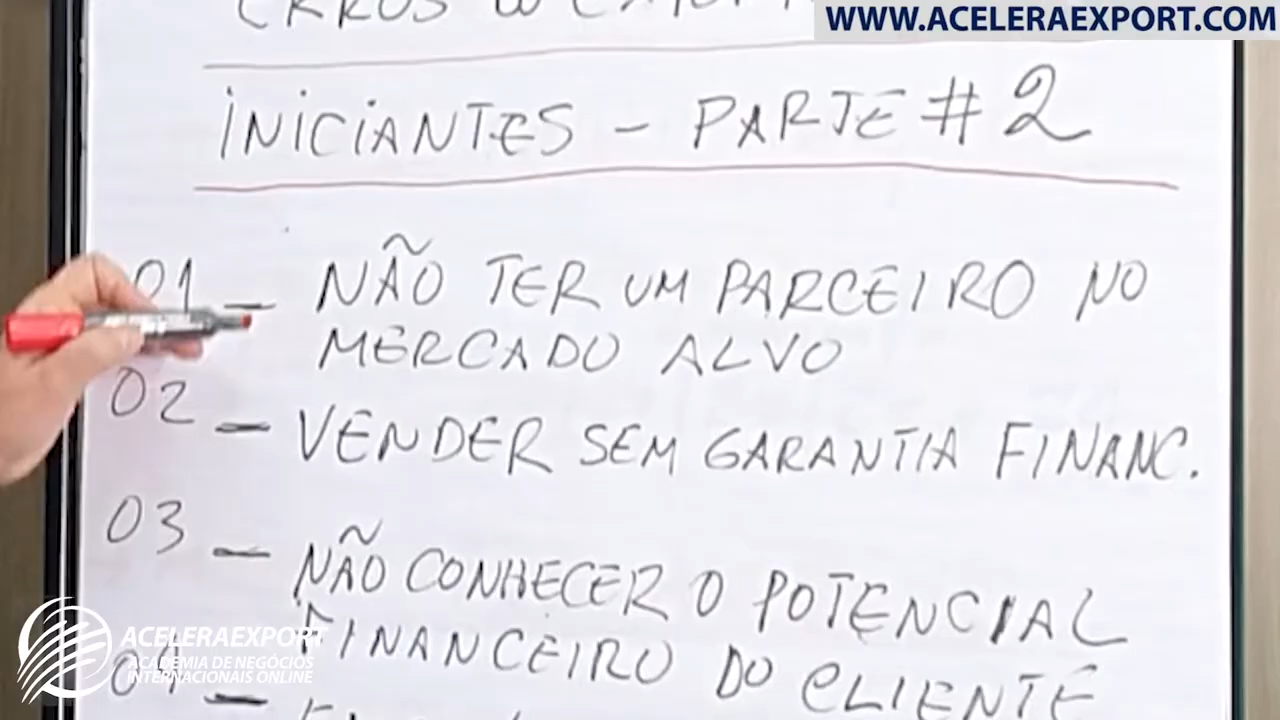 WWW.ACELERAEXPORT.COM
INICIANTES - PARTE #2
01 - NÃO TER UM PARCEIRO NO
MERCADO ALVO
02 - VENDER SEM GARANTIA FINANC.
03 - NÃO CONHECER O POTENCIAL
FINANCEIRO DO CLIENTE
04 -
ACELERAEXPORT
ACADEMIA DE NEGÓCIOS
INTERNACIONAIS ONLINE